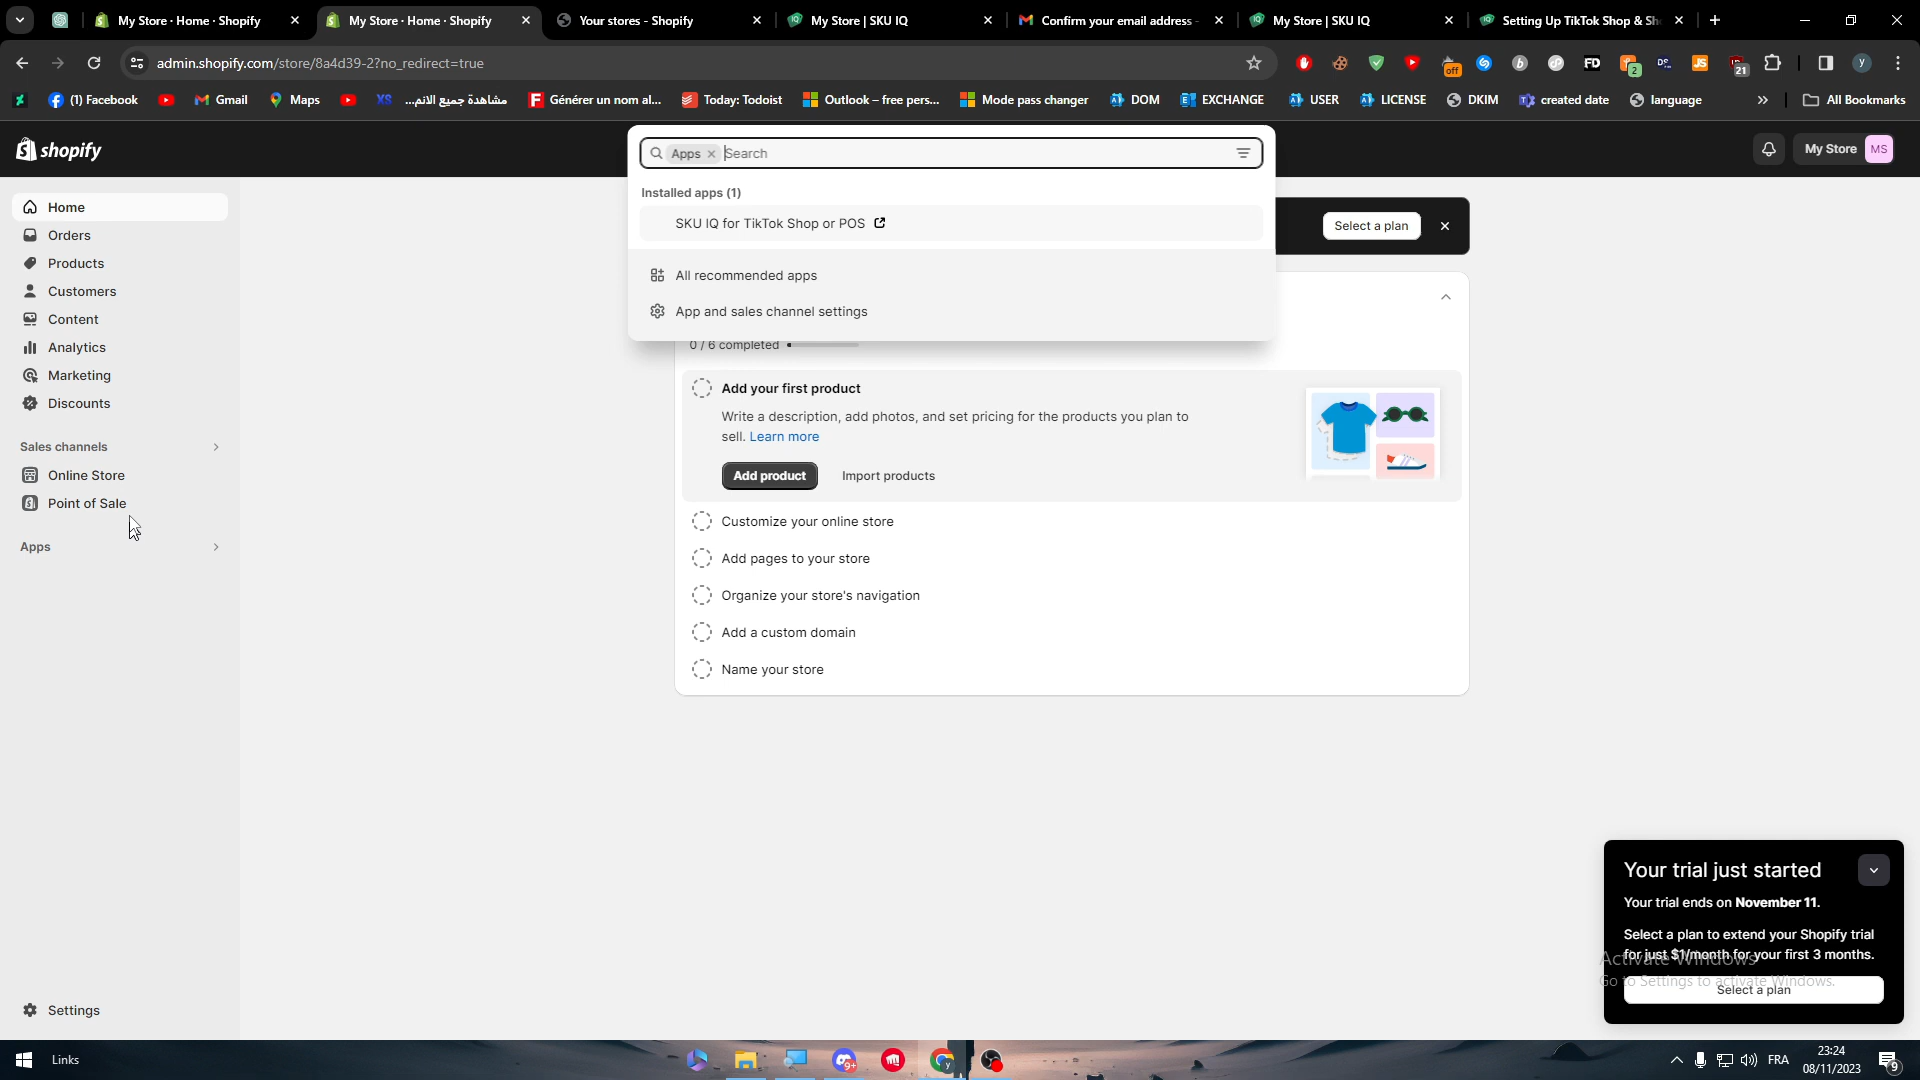 My Store · Home · Shopify
My Store · Home · Shopify
Your stores - Shopify
My Store | SKU IQ
Confirm your email address -
My Store | SKU IQ
Setting Up TikTok Shop & Sh
admin.shopify.com/store/8a4d39-2?no_redirect=true
off
FD
2
JS
21
y
(1) Facebook
Gmail
Maps
XS
مشاهدة جميع الانم...
Générer un nom al...
Today: Todoist
Outlook – free pers...
Mode pass changer
DOM
EXCHANGE
USER
LICENSE
DKIM
created date
language
All Bookmarks
shopify
Apps
Search
My Store
MS
Installed apps (1)
SKU IQ for TikTok Shop or POS
All recommended apps
App and sales channel settings
Select a plan
Home
Orders
Products
Customers
Content
Analytics
Marketing
Discounts
Sales channels
Online Store
Point of Sale
Apps
Settings
0 / 6 completed
Add your first product
Write a description, add photos, and set pricing for the products you plan to
sell. Learn more
Add product
Import products
Customize your online store
Add pages to your store
Organize your store's navigation
Add a custom domain
Name your store
Your trial just started
Your trial ends on November 11.
Select a plan to extend your Shopify trial
for just $1/month for your first 3 months.
Select a plan
Activate Windows
Go to Settings to activate Windows.
Links
9+
y
FRA
23:24
08/11/2023
9